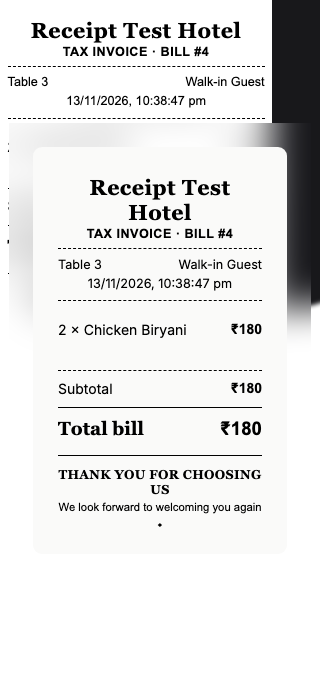 Receipt Test Hotel
TAX INVOICE · BILL #4
Table 3 Walk-in Guest
13/11/2026, 10:38:47 pm
Receipt Test
Hotel
TAX INVOICE · BILL #4
Table 3 Walk-in Guest
13/11/2026, 10:38:47 pm
2 × Chicken Biryani ₹180
Subtotal ₹180
Total bill ₹180
THANK YOU FOR CHOOSING
US
We look forward to welcoming you again
•